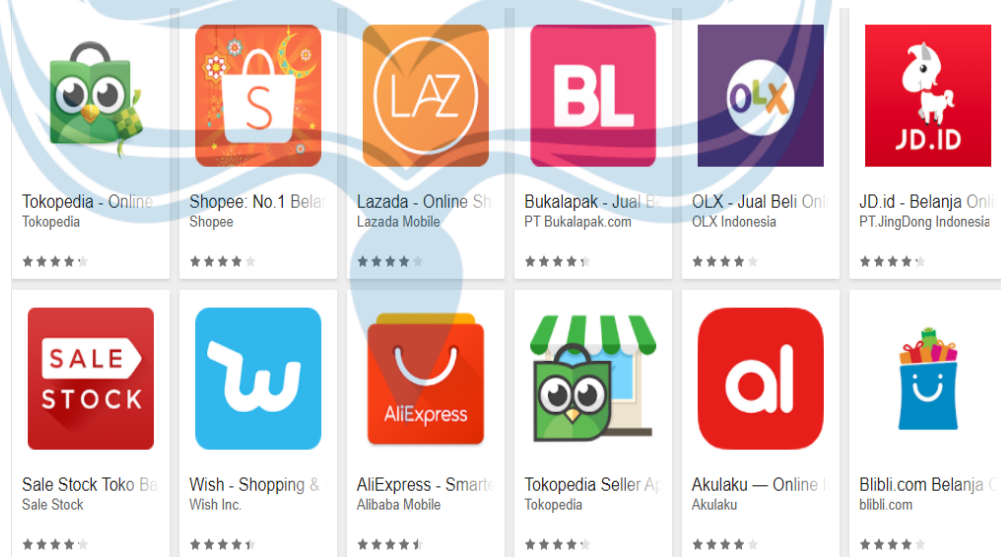 S
LAZ
BL
OLX
JD.ID
Tokopedia - Online
Tokopedia
Shopee: No.1 Belan
Shopee
Lazada - Online Sh
Lazada Mobile
Bukalapak - Jual B
PT Bukalapak.com
OLX - Jual Beli Onli
OLX Indonesia
JD.id - Belanja Onli
PT.JingDong Indonesia
SALE
STOCK
w
AliExpress
al
Sale Stock Toko Ba
Sale Stock
Wish - Shopping &
Wish Inc.
AliExpress - Smarte
Alibaba Mobile
Tokopedia Seller Ap
Tokopedia
Akulaku — Online
Akulaku
Blibli.com Belanja
blibli.com